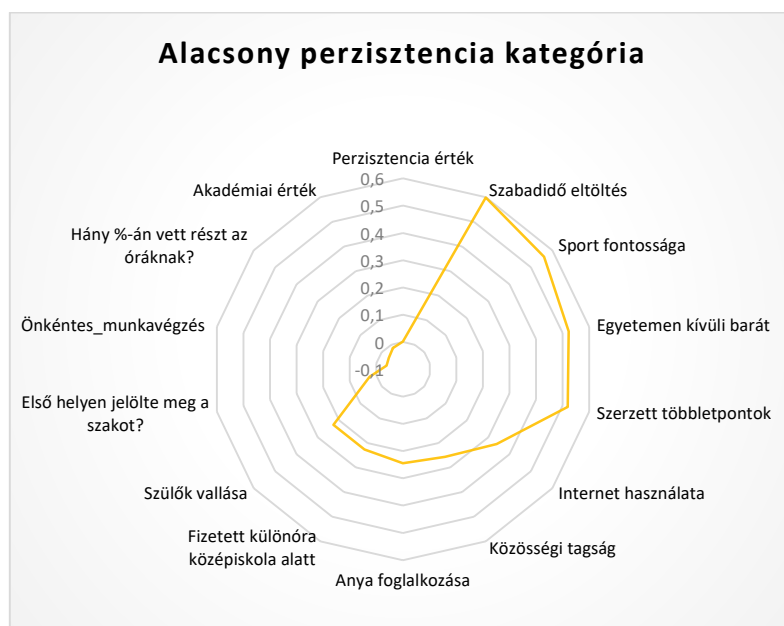 Alacsony perzisztencia kategória
Perzisztencia érték
Szabadidő eltöltés
Sport fontossága
Egyetemen kívüli barát
Szerzett többletpontok
Internet használata
Közösségi tagság
Anya foglalkozása
Fizetett különóra
középiskola alatt
Szülők vallása
Első helyen jelölte meg a
szakot?
Önkéntes_munkavégzés
Hány %-án vett részt az
óráknak?
Akadémiai érték
0,6
0,5
0,4
0,3
0,2
0,1
0
-0,1